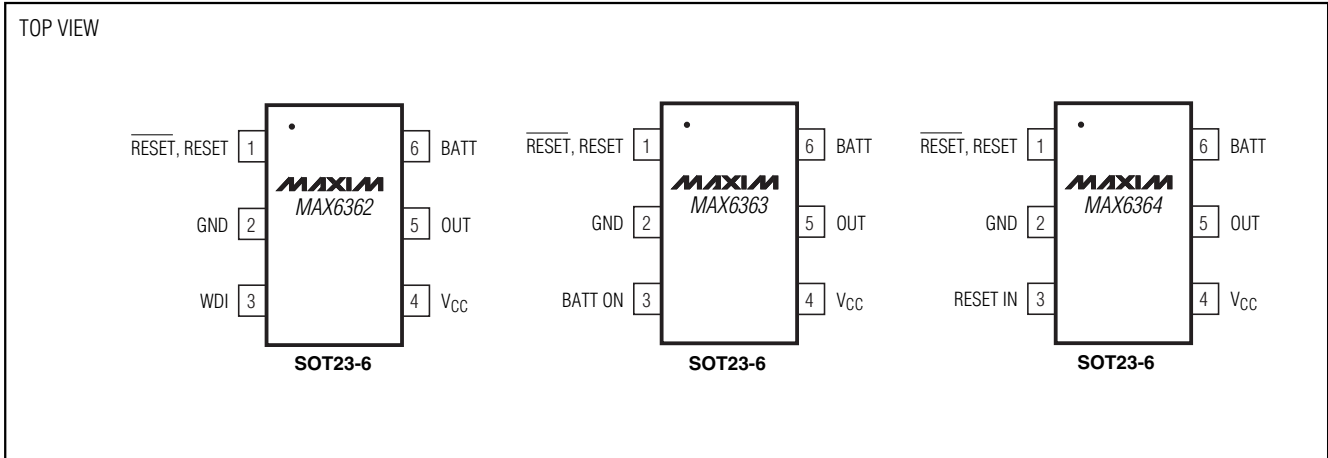 TOP VIEW
RESET, RESET 1
6 BATT
MAXIM
MAX6362
GND 2
5 OUT
WDI 3
4 VCC
SOT23-6
RESET, RESET 1
6 BATT
MAXIM
MAX6363
GND 2
5 OUT
BATT ON 3
4 VCC
SOT23-6
RESET, RESET 1
6 BATT
MAXIM
MAX6364
GND 2
5 OUT
RESET IN 3
4 VCC
SOT23-6